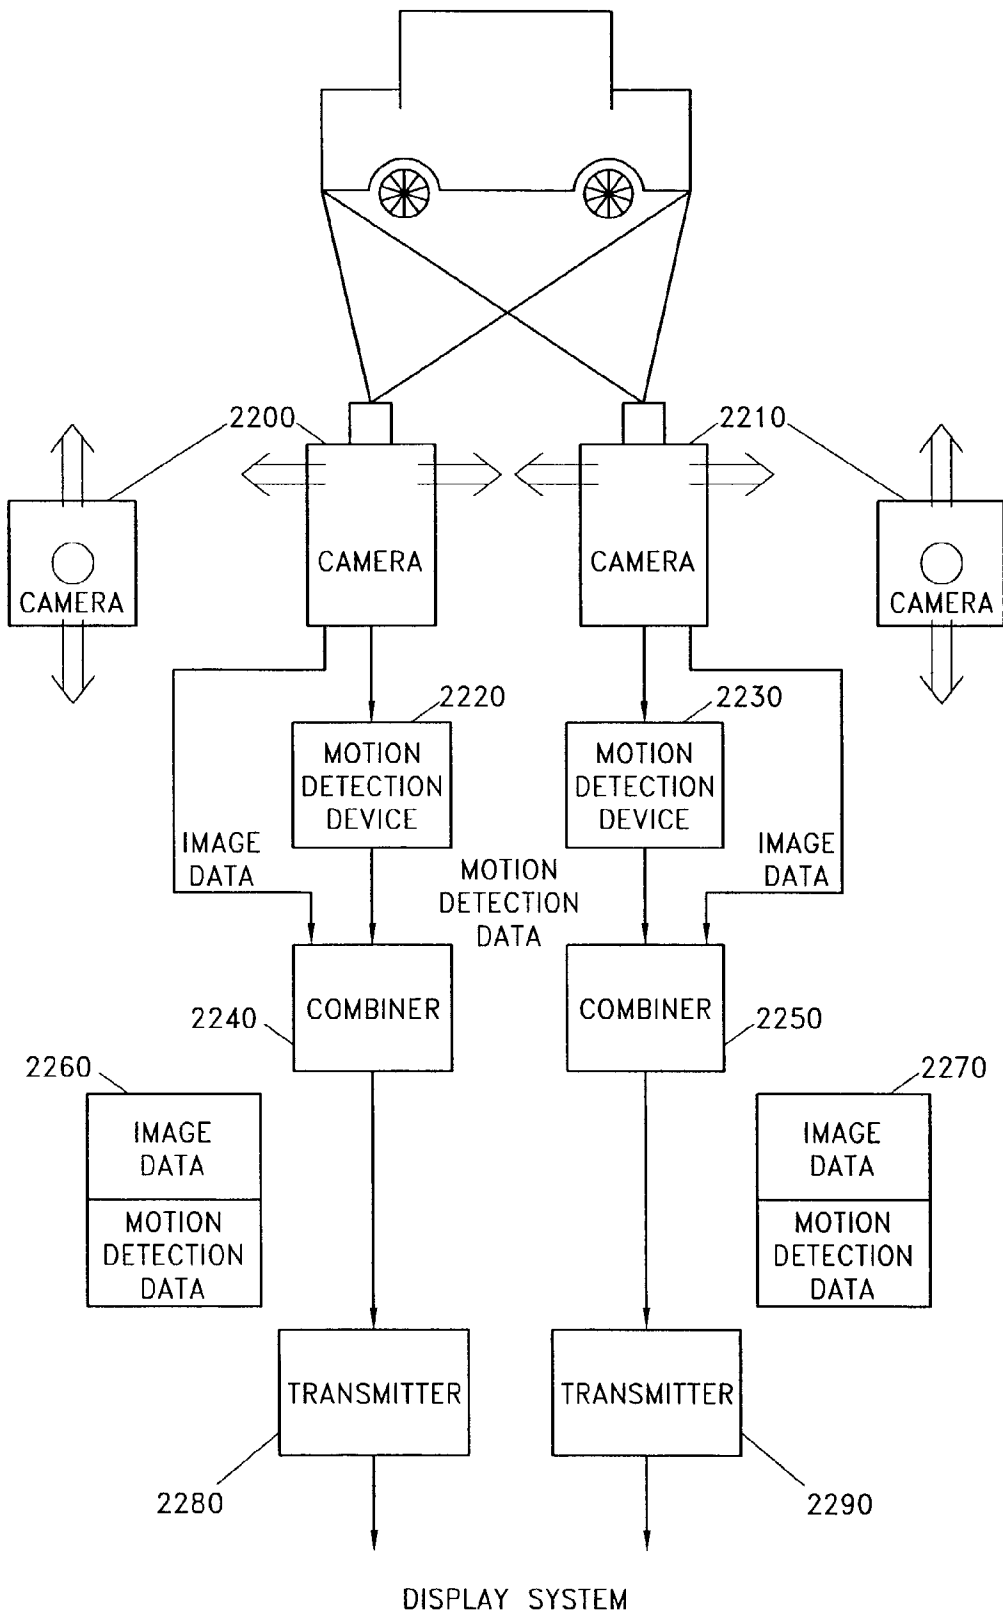 2200
2210
CAMERA
CAMERA
CAMERA
CAMERA
2220
2230
MOTION
DETECTION
DEVICE
MOTION
DETECTION
DEVICE
IMAGE
DATA
MOTION
DETECTION
DATA
IMAGE
DATA
COMBINER
COMBINER
2240
2250
2260
2270
IMAGE
DATA
MOTION
DETECTION
DATA
IMAGE
DATA
MOTION
DETECTION
DATA
TRANSMITTER
TRANSMITTER
2280
2290
DISPLAY SYSTEM